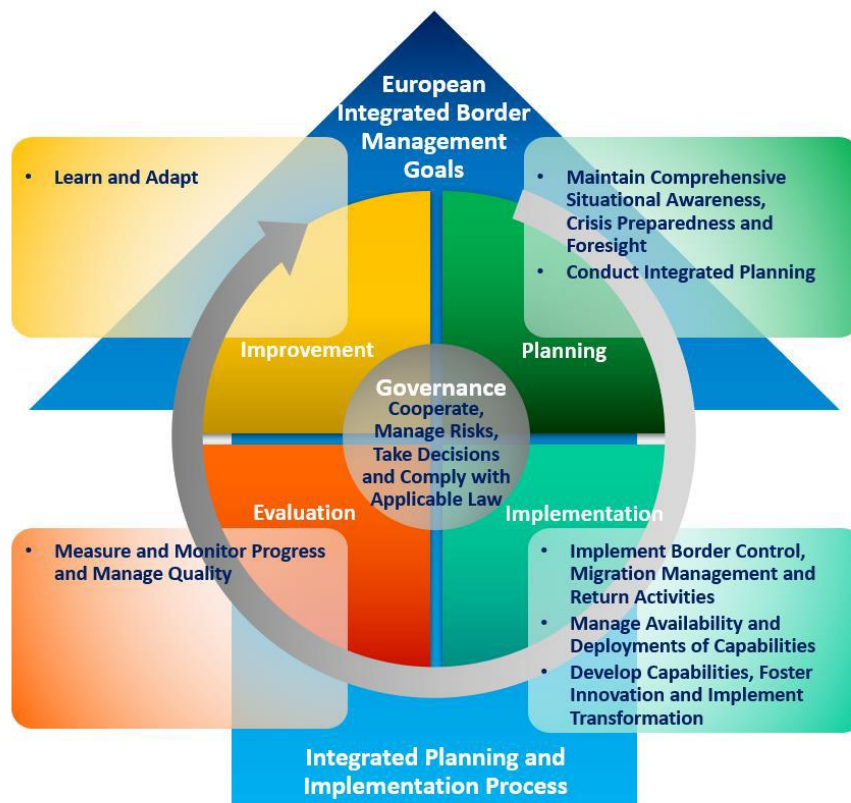 European
Integrated Border
Management
Goals
• Learn and Adapt
• Maintain Comprehensive
Situational Awareness,
Crisis Preparedness and
Foresight
• Conduct Integrated Planning
Improvement
Planning
Governance
Cooperate,
Manage Risks,
Take Decisions
and Comply with
Applicable Law
Evaluation
Implementation
• Measure and Monitor Progress
and Manage Quality
• Implement Border Control,
Migration Management and
Return Activities
• Manage Availability and
Deployments of Capabilities
• Develop Capabilities, Foster
Innovation and Implement
Transformation
Integrated Planning and
Implementation Process